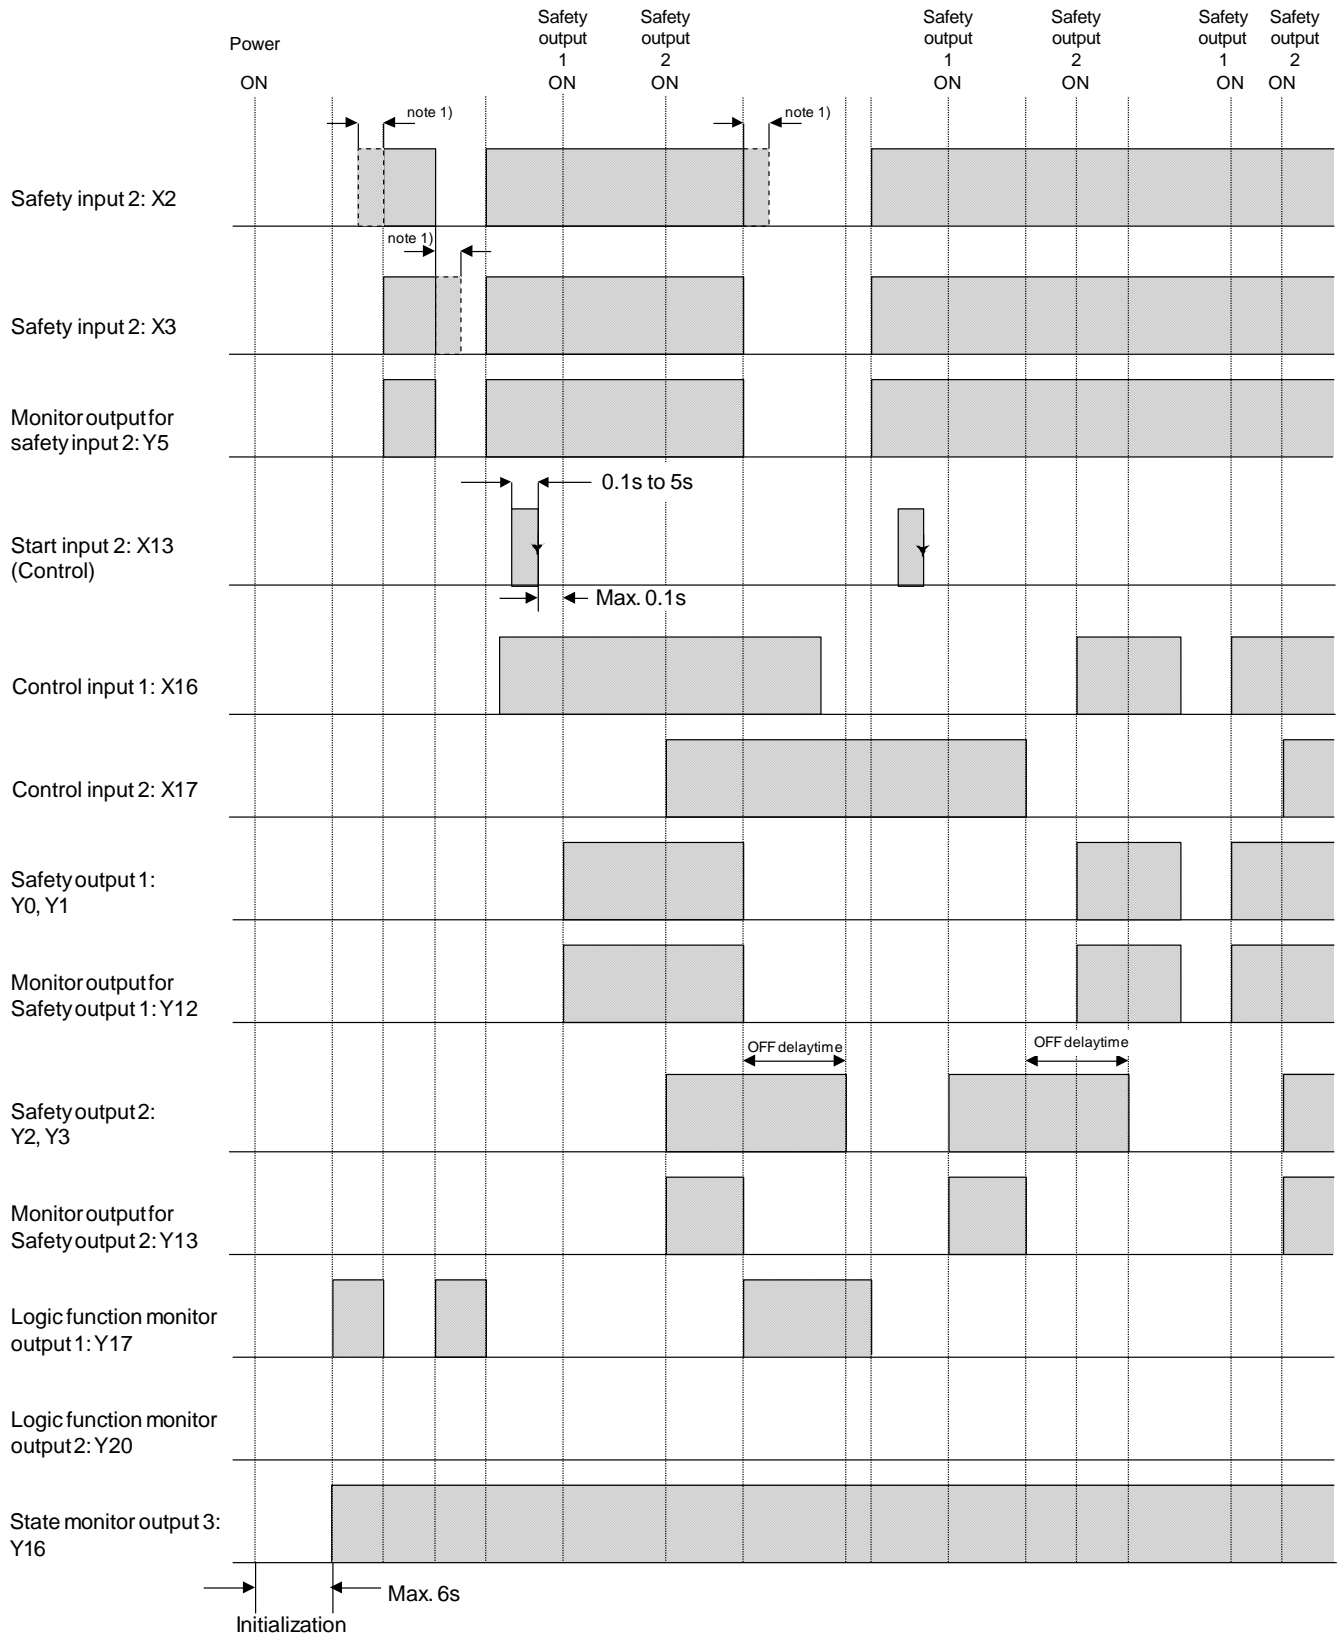 Safety Safety Safety Safety Safety Safety
Power output output output output output output
1 2 1 2 1 2
ON ON ON ON ON ON ON
note 1) note 1)
Safety input 2: X2
note 1)
Safety input 2: X3
Monitor output for
safety input 2: Y5
0.1s to 5s
Start input 2: X13
(Control)
Max. 0.1s
Control input 1: X16
Control input 2: X17
Safety output 1:
Y0, Y1
Monitor output for
Safety output 1: Y12
OFF delay time OFF delay time
Safety output 2:
Y2, Y3
Monitor output for
Safety output 2: Y13
Logic function monitor
output 1: Y17
Logic function monitor
output 2: Y20
State monitor output 3:
Y16
Max. 6s
Initialization